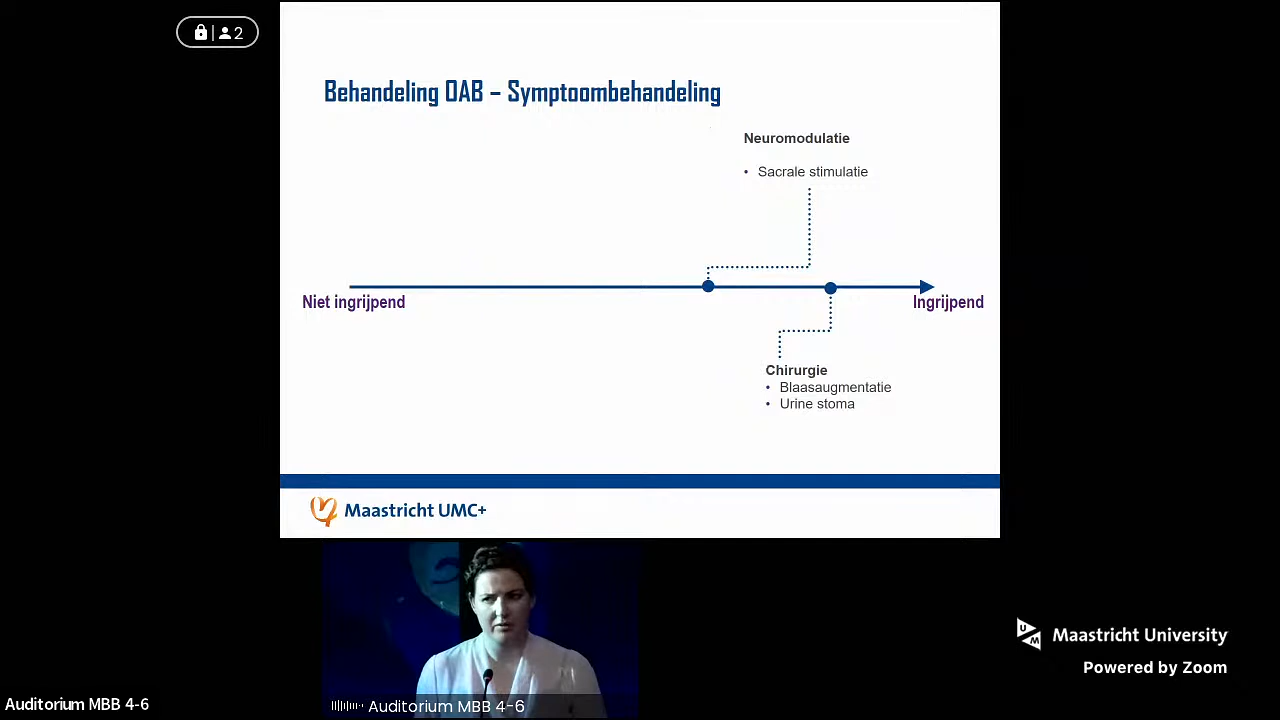 2
Behandeling OAB – Symptoombehandeling
Neuromodulatie
• Sacrale stimulatie
Niet ingrijpend
Ingrijpend
Chirurgie
• Blaasaugmentatie
• Urine stoma
Maastricht UMC+
UM
Maastricht University
Powered by Zoom
Auditorium MBB 4-6
Auditorium MBB 4-6